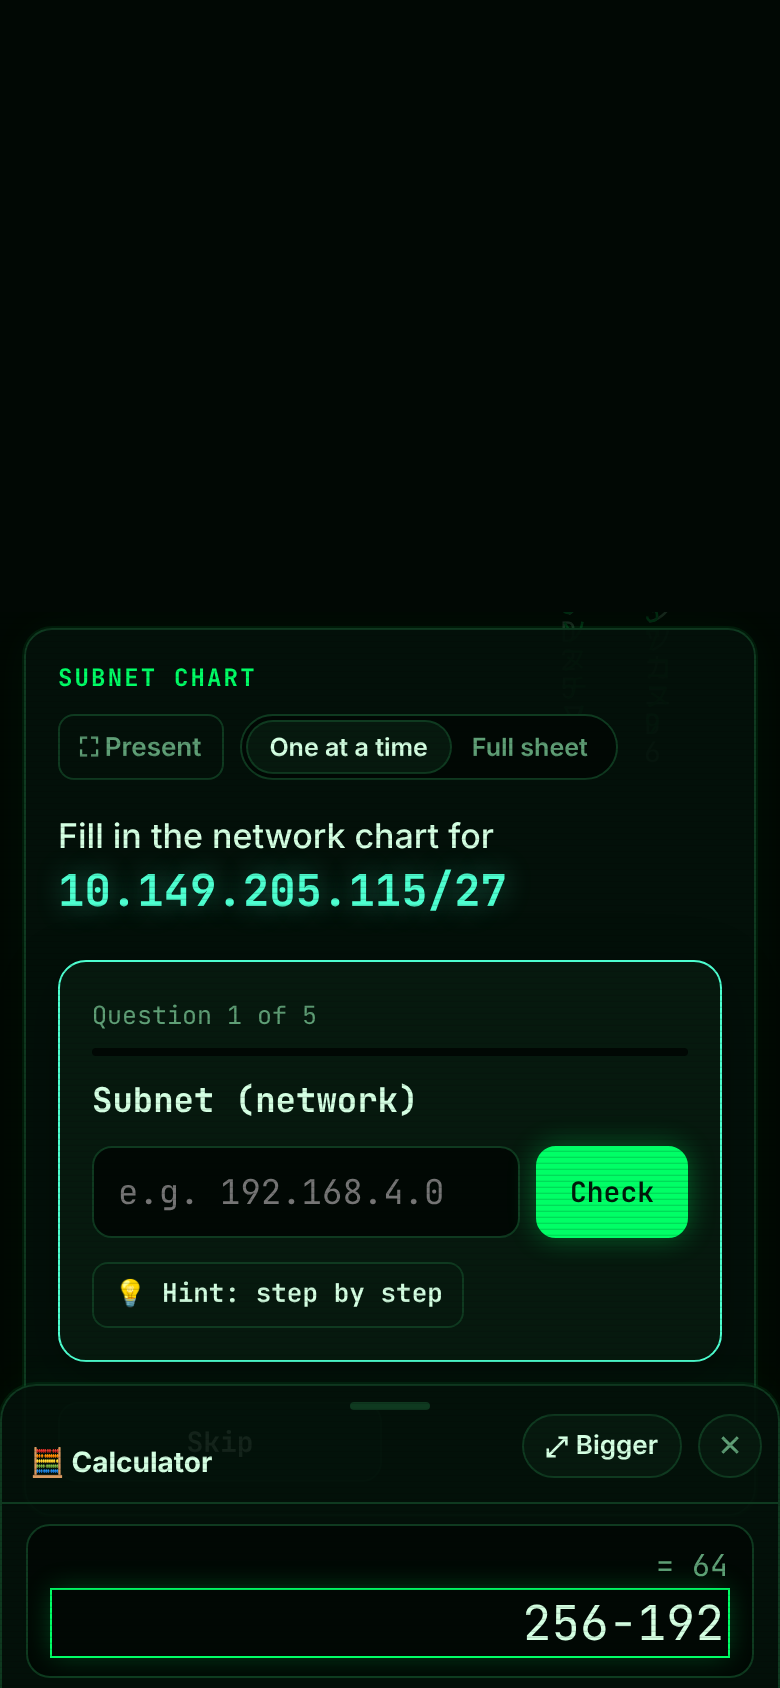 SUBNET CHART
Present
One at a time
Full sheet
Fill in the network chart for
10.149.205.115/27
Question 1 of 5
Subnet (network)
e.g. 192.168.4.0
Check
💡 Hint: step by step
Skip
🧮 Calculator
Bigger
✕
= 64
256-192